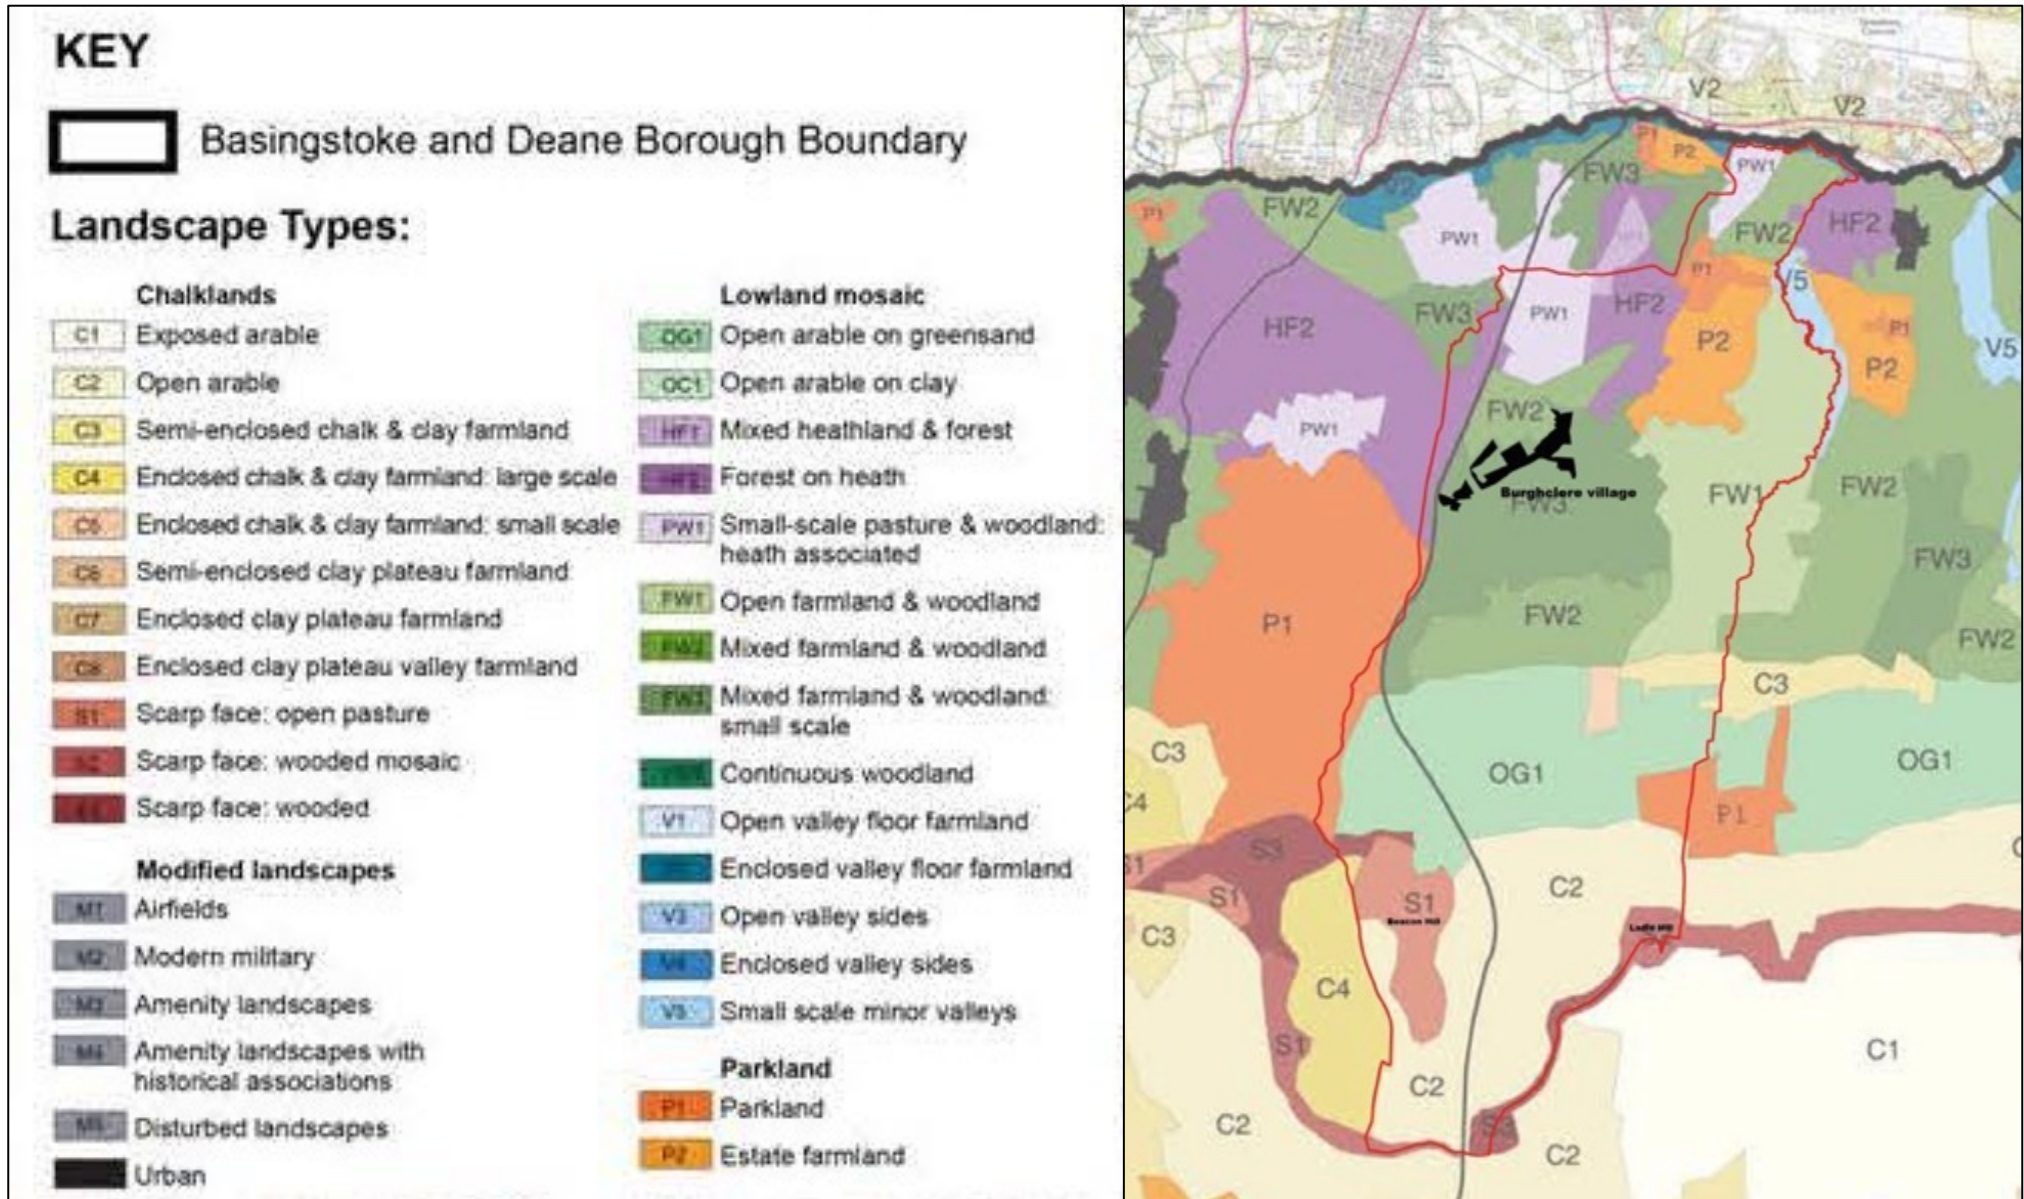 KEY
Basingstoke and Deane Borough Boundary
Landscape Types:
Chalklands
C1 Exposed arable
C2 Open arable
C3 Semi-enclosed chalk & clay farmland
C4 Enclosed chalk & clay farmland: large scale
C5 Enclosed chalk & clay farmland: small scale
C6 Semi-enclosed clay plateau farmland
C7 Enclosed clay plateau farmland
C8 Enclosed clay plateau valley farmland
S1 Scarp face: open pasture
S2 Scarp face: wooded mosaic
Scarp face: wooded
Modified landscapes
M1 Airfields
M2 Modern military
M3 Amenity landscapes
M4 Amenity landscapes with
historical associations
M5 Disturbed landscapes
Urban
Lowland mosaic
OG1 Open arable on greensand
OC1 Open arable on clay
HF1 Mixed heathland & forest
HF2 Forest on heath
PW1 Small-scale pasture & woodland:
heath associated
FW1 Open farmland & woodland
FW2 Mixed farmland & woodland
FW3 Mixed farmland & woodland:
small scale
Continuous woodland
V1 Open valley floor farmland
Enclosed valley floor farmland
V3 Open valley sides
V4 Enclosed valley sides
V5 Small scale minor valleys
Parkland
P1 Parkland
P2 Estate farmland
V2
V2
P1
P2
PW1
FW3
V2
FW2
P1
PW1
HF1
FW2
HF2
P1
V5
HF2
FW3
PW1
HF2
P2
P1
P2
V5
PW1
FW2
Burghclere village
FW3
FW1
FW2
FW3
P1
FW2
FW2
C3
C3
OG1
OG1
C4
P1
S3
S1
S1
S1
Beacon Hill
C2
C3
Ladle Hill
C4
S1
C1
C2
C2
S3
C2